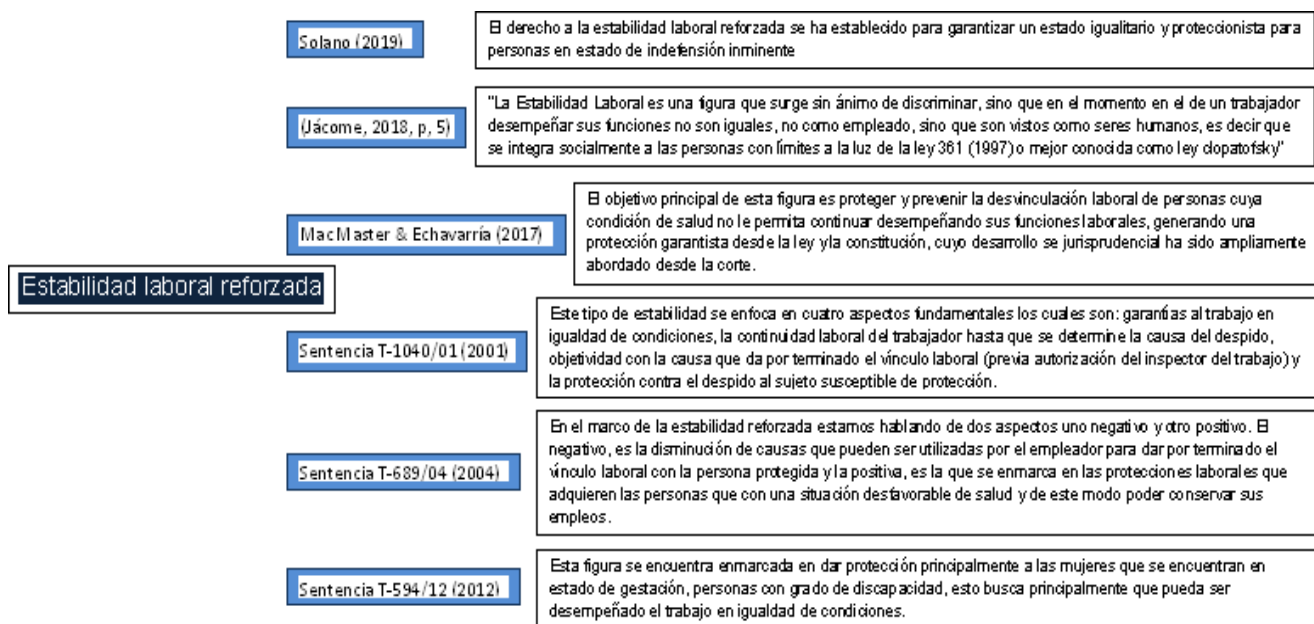 Solano (2019)
El derecho a la estabilidad laboral reforzada se ha establecido para garantizar un estado igualitario y proteccionista para
personas en estado de indefensión inminente
(Jácome, 2018, p, 5)
"La Estabilidad Laboral es una figura que surge sin ánimo de discriminar, sino que en el momento en el de un trabajador
desempeñar sus funciones no son iguales, no como empleado, sino que son vistos como seres humanos, es decir que
se integra socialmente a las personas con límites a la luz de la ley 361 (1997) o mejor conocida como ley clopatofsky"
Mac Master & Echavarría (2017)
El objetivo principal de esta figura es proteger y prevenir la desvinculación laboral de personas cuya
condición de salud no le permita continuar desempeñando sus funciones laborales, generando una
protección garantista desde la ley y la constitución, cuyo desarrollo se jurisprudencial ha sido ampliamente
abordado desde la corte.
Estabilidad laboral reforzada
Sentencia T-1040/01 (2001)
Este tipo de estabilidad se enfoca en cuatro aspectos fundamentales los cuales son: garantías al trabajo en
igualdad de condiciones, la continuidad laboral del trabajador hasta que se determine la causa del despido,
objetividad con la causa que da por terminado el vínculo laboral (previa autorización del inspector del trabajo) y
la protección contra el despido al sujeto susceptible de protección.
Sentencia T-689/04 (2004)
En el marco de la estabilidad reforzada estamos hablando de dos aspectos uno negativo y otro positivo. El
negativo, es la disminución de causas que pueden ser utilizadas por el empleador para dar por terminado el
vínculo laboral con la persona protegida y la positiva, es la que se enmarca en las protecciones laborales que
adquieren las personas que con una situación desfavorable de salud y de este modo poder conservar sus
empleos.
Sentencia T-594/12 (2012)
Esta figura se encuentra enmarcada en dar protección principalmente a las mujeres que se encuentran en
estado de gestación, personas con grado de discapacidad, esto busca principalmente que pueda ser
desempeñado el trabajo en igualdad de condiciones.